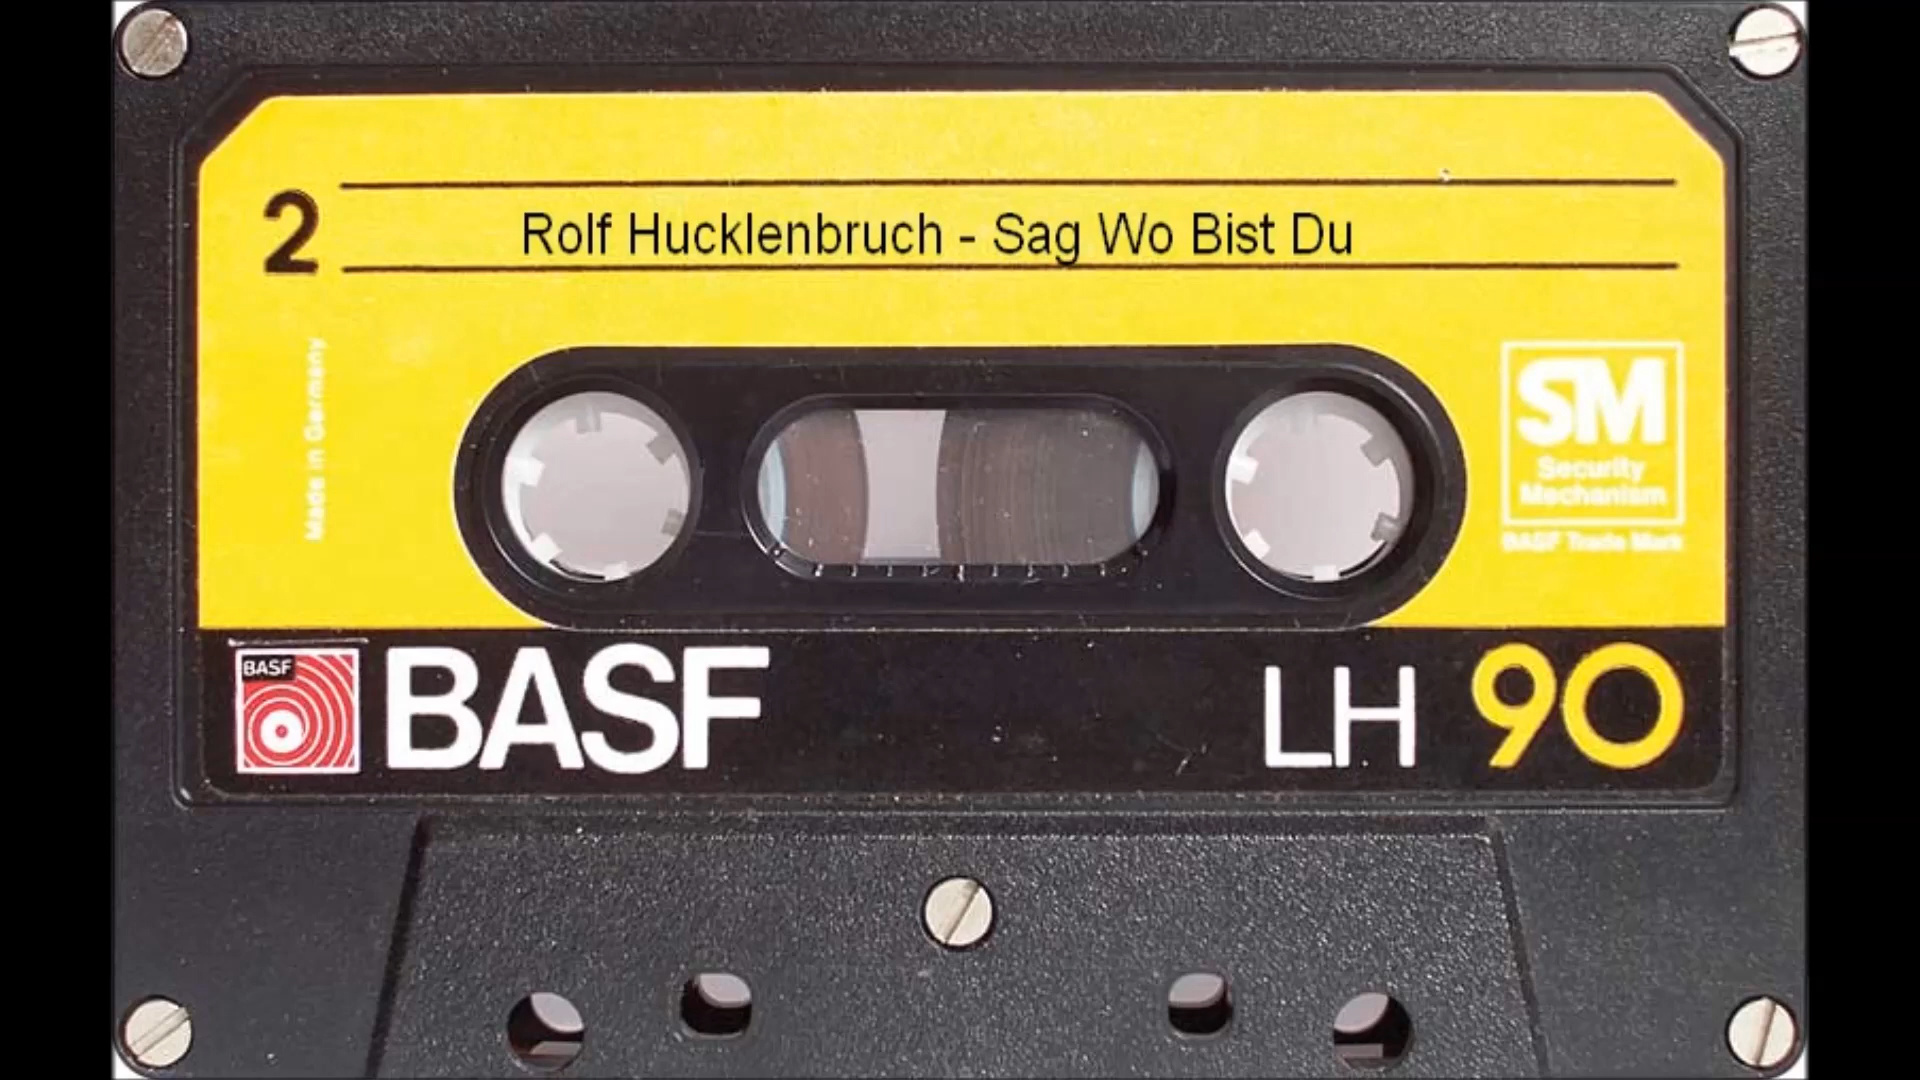 2
Rolf Hucklenbruch - Sag Wo Bist Du
Made in Germany
SM
Security
Mechanism
BASF Trade Mark
BASF
BASF
LH 90